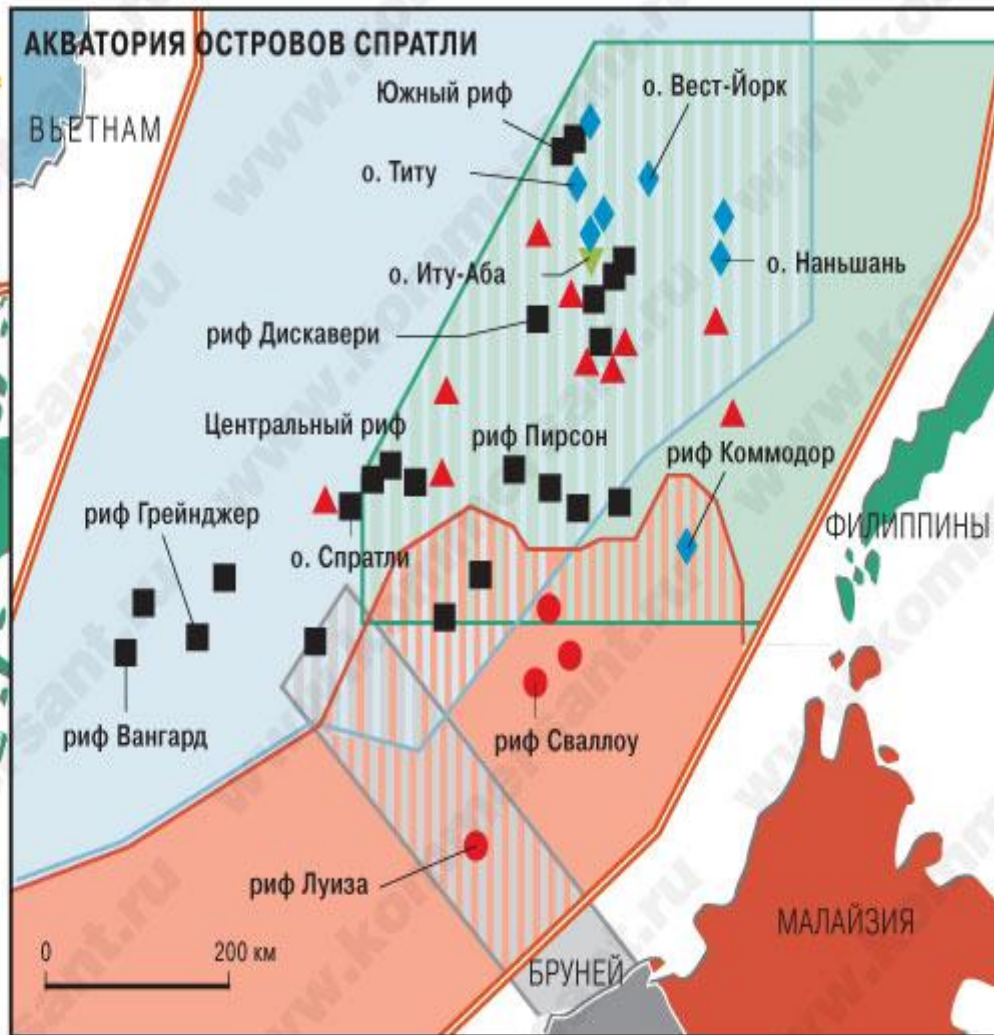 АКВАТОРИЯ ОСТРОВОВ СПРАТЛИ
Южный риф
о. Вест-Йорк
ВЬЕТНАМ
о. Титу
о. Иту-Аба
о. Наньшань
риф Дискавери
Центральный риф
риф Пирсон
риф Коммодор
риф Грейнджер
ФИЛИППИНЫ
о. Спратли
риф Вангард
риф Сваллоу
риф Луиза
МАЛАЙЗИЯ
0 200 км
БРУНЕЙ